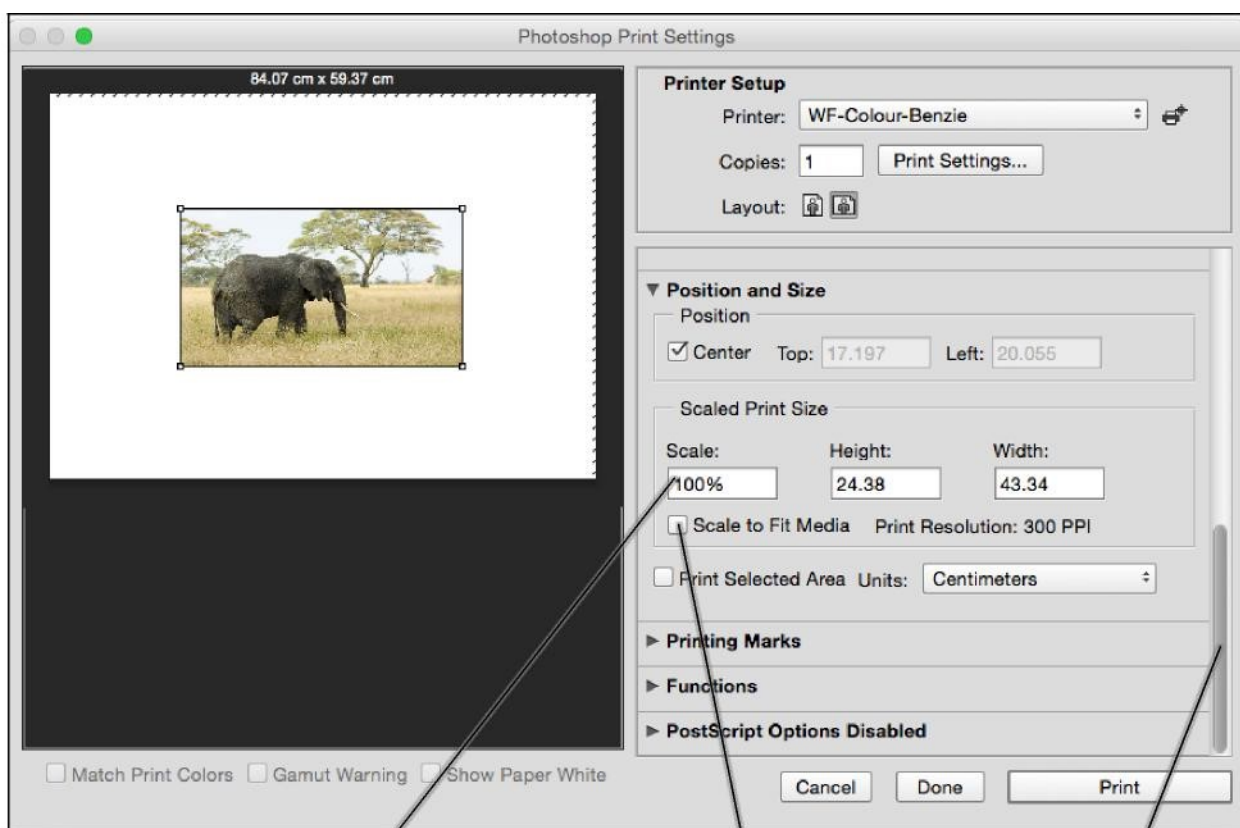 Photoshop Print Settings
84.07 cm x 59.37 cm
Printer Setup
Printer: WF-Colour-Benzie
Copies: 1 Print Settings...
Layout:
Position and Size
Position
Center Top: 17.197 Left: 20.055
Scaled Print Size
Scale: Height: Width:
100% 24.38 43.34
Scale to Fit Media Print Resolution: 300 PPI
Print Selected Area Units: Centimeters
Printing Marks
Functions
PostScript Options Disabled
Match Print Colors Gamut Warning Show Paper White
Cancel Done Print